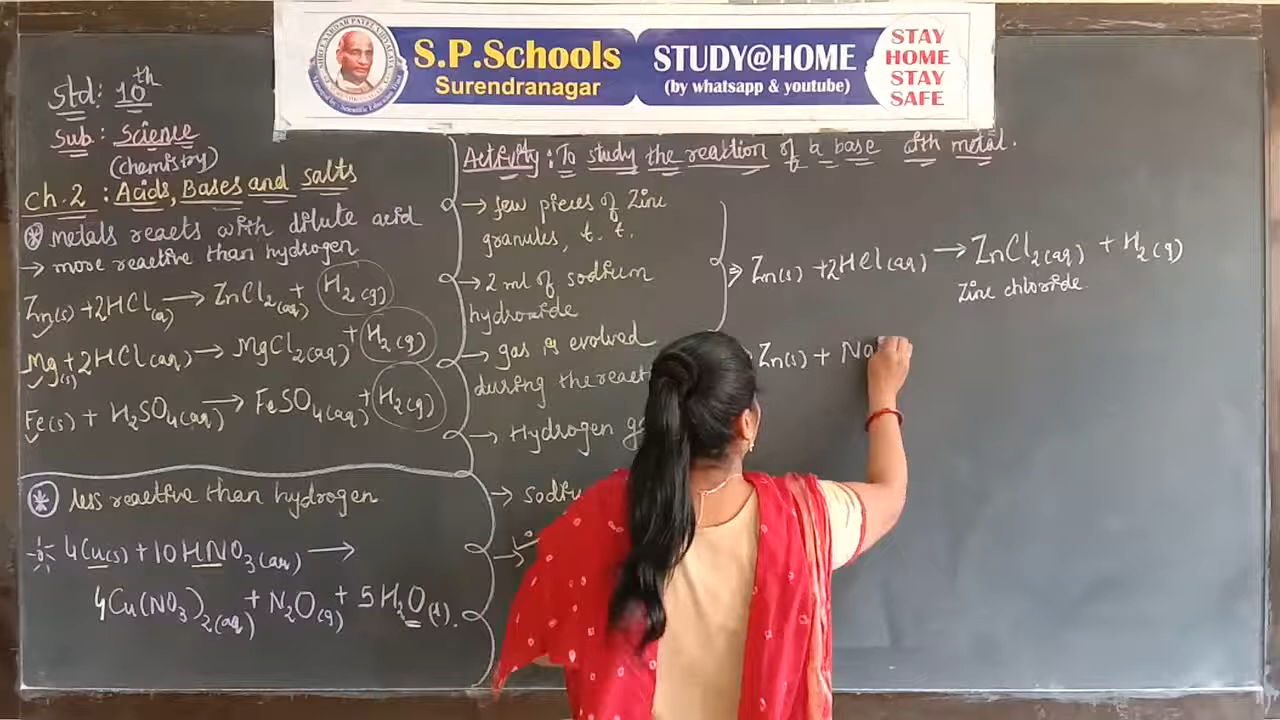 S.P.Schools
Surendranagar
STUDY@HOME
(by whatsapp & youtube)
STAY
HOME
STAY
SAFE
Std: 10th
Sub: Science
(chemistry)
Ch.2 : Acids, Bases and salts
metals reacts with dilute acid
→ more reactive than hydrogen
Zn(s) + 2HCl(a) → ZnCl2(aq) + H2(g)
Mg(s) + 2HCl(aq) → MgCl2(aq) + H2(g)
Fe(s) + H2SO4(aq) → FeSO4(aq) + H2(g)
less reactive than hydrogen
4Cu(s) + 10HNO3(aq) →
4Cu(NO3)2(aq) + N2O(g) + 5H2O(l).
Activity : To study the reaction of a base metal.
→ few pieces of Zinc
granules, t. t.
→ 2 ml of sodium
hydroxide
→ gas is evolved
during the react
→ Hydrogen g
→ sodiu
→
⇒ Zn(s) + 2HCl(aq) → ZnCl2(aq) + H2(g)
Zinc chloride
Zn(s) + Na